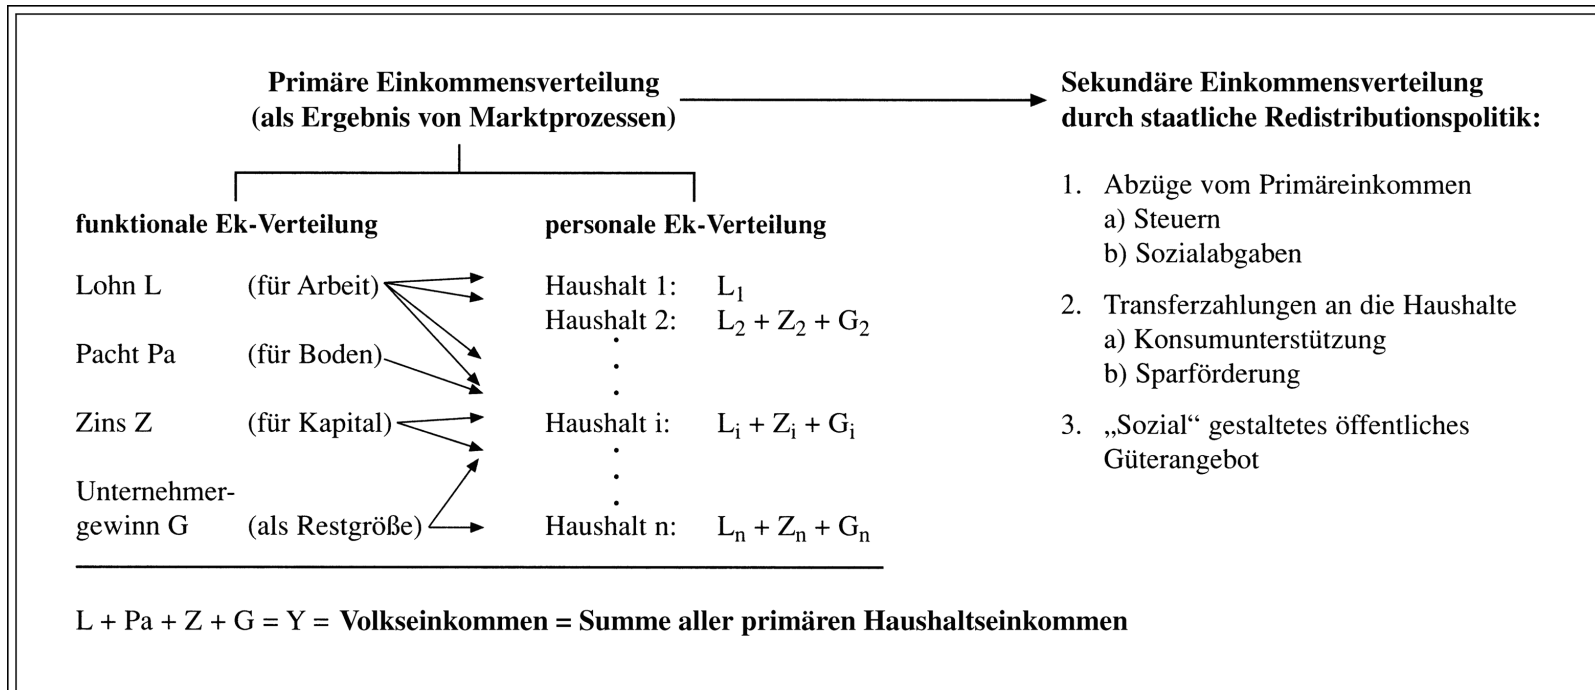 Primäre Einkommensverteilung
(als Ergebnis von Marktprozessen)
funktionale Ek-Verteilung
Lohn L (für Arbeit)
Pacht Pa (für Boden)
Zins Z (für Kapital)
Unternehmer-
gewinn G (als Restgröße)
personale Ek-Verteilung
Haushalt 1: L₁
Haushalt 2: L₂ + Z₂ + G₂
Haushalt i: Lᵢ + Zᵢ + Gᵢ
Haushalt n: Lₙ + Zₙ + Gₙ
L + Pa + Z + G = Y = Volkseinkommen = Summe aller primären Haushaltseinkommen
Sekundäre Einkommensverteilung
durch staatliche Redistributionspolitik:
1. Abzüge vom Primäreinkommen
a) Steuern
b) Sozialabgaben
2. Transferzahlungen an die Haushalte
a) Konsumunterstützung
b) Sparförderung
3. „Sozial“ gestaltetes öffentliches
Güterangebot